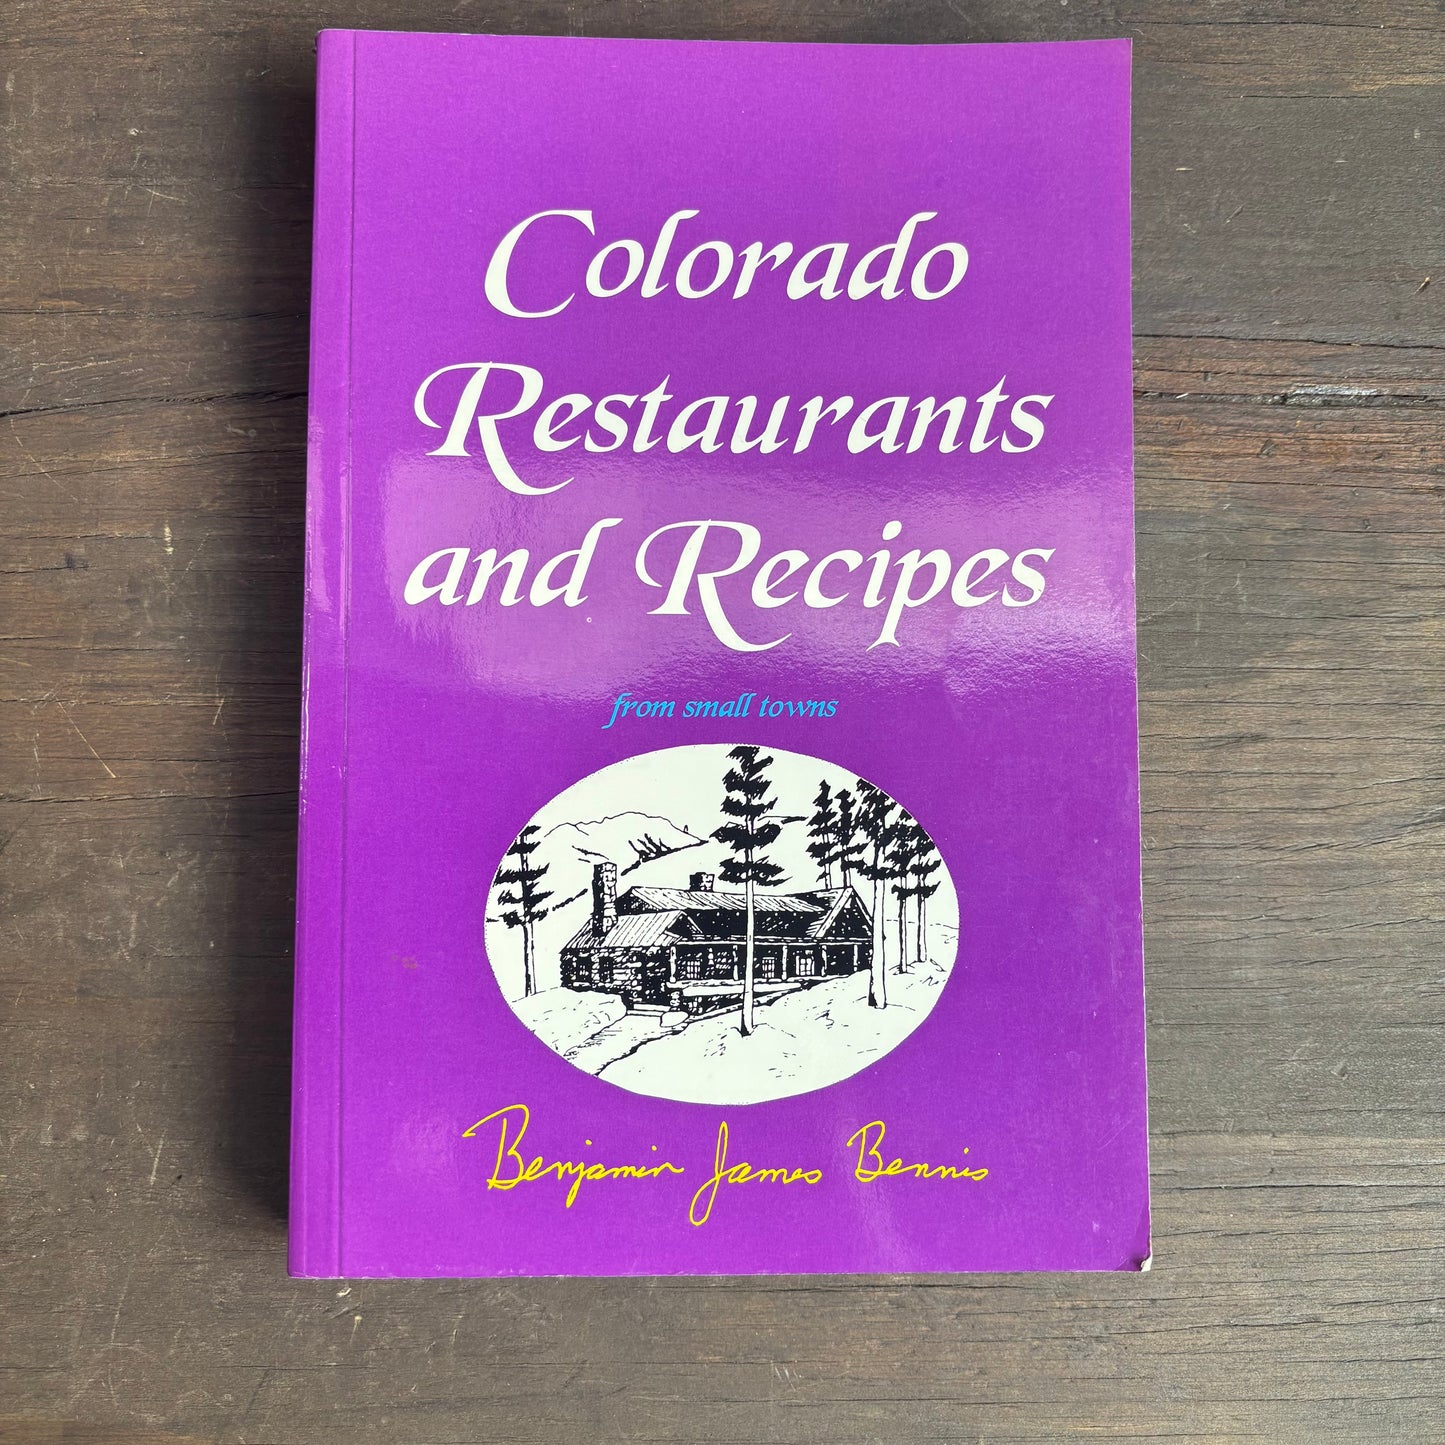 Colorado
Restaurants
and Recipes
from small towns
Benjamin James Bennis